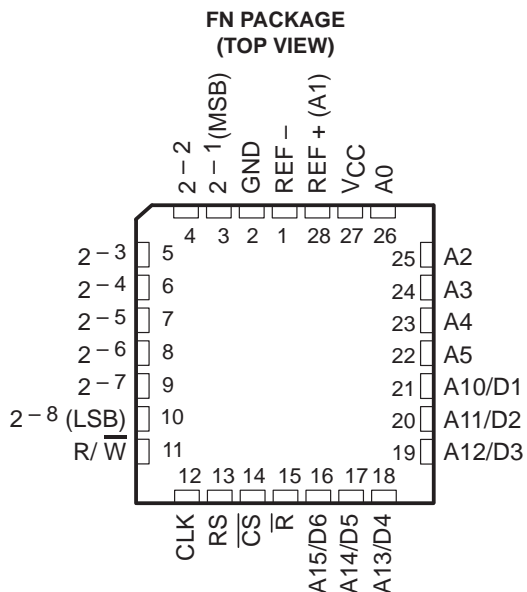 FN PACKAGE
(TOP VIEW)
2 – 2
2 – 1 (MSB)
GND
REF –
REF + (A1)
VCC
A0
4
3
2
1
28
27
26
2 – 3 5
2 – 4 6
2 – 5 7
2 – 6 8
2 – 7 9
2 – 8 (LSB) 10
R/ W̅ 11
25 A2
24 A3
23 A4
22 A5
21 A10/D1
20 A11/D2
19 A12/D3
12
13
14
15
16
17
18
CLK
RS
C̅S̅
R̅
A15/D6
A14/D5
A13/D4